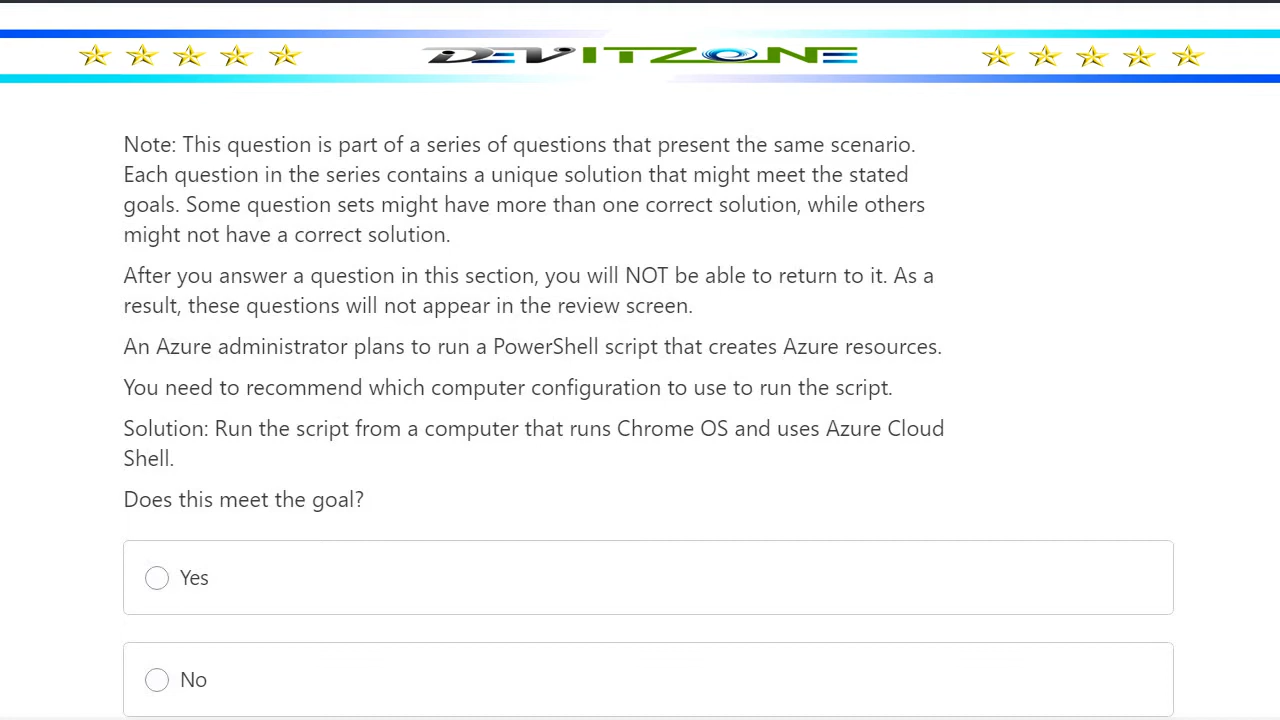 DEVITZONE
Note: This question is part of a series of questions that present the same scenario.
Each question in the series contains a unique solution that might meet the stated
goals. Some question sets might have more than one correct solution, while others
might not have a correct solution.
After you answer a question in this section, you will NOT be able to return to it. As a
result, these questions will not appear in the review screen.
An Azure administrator plans to run a PowerShell script that creates Azure resources.
You need to recommend which computer configuration to use to run the script.
Solution: Run the script from a computer that runs Chrome OS and uses Azure Cloud
Shell.
Does this meet the goal?
Yes
No